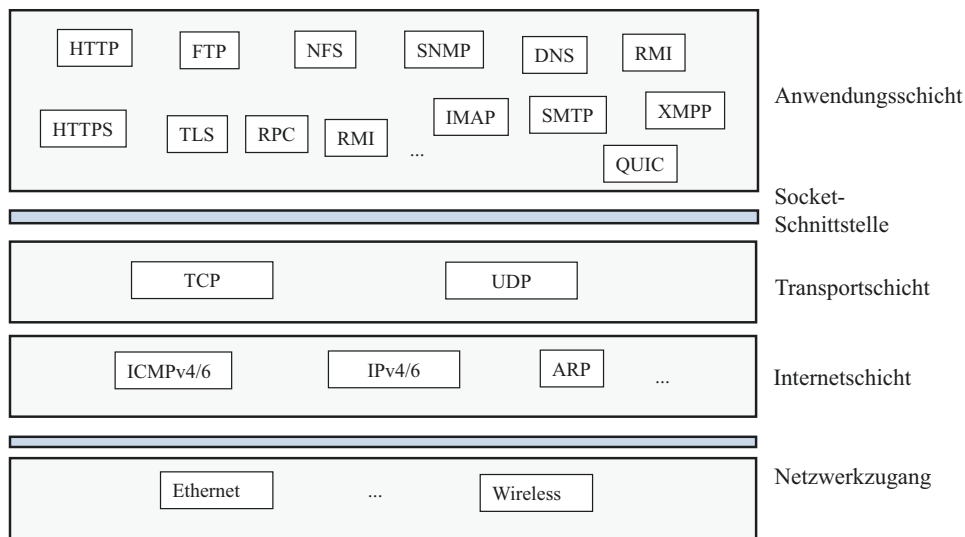 HTTP
FTP
NFS
SNMP
DNS
RMI
Anwendungsschicht
HTTPS
TLS
RPC
RMI
...
IMAP
SMTP
XMPP
QUIC
Socket-
Schnittstelle
TCP
UDP
Transportschicht
ICMPv4/6
IPv4/6
ARP
...
Internetschicht
Ethernet
...
Wireless
Netzwerkzugang